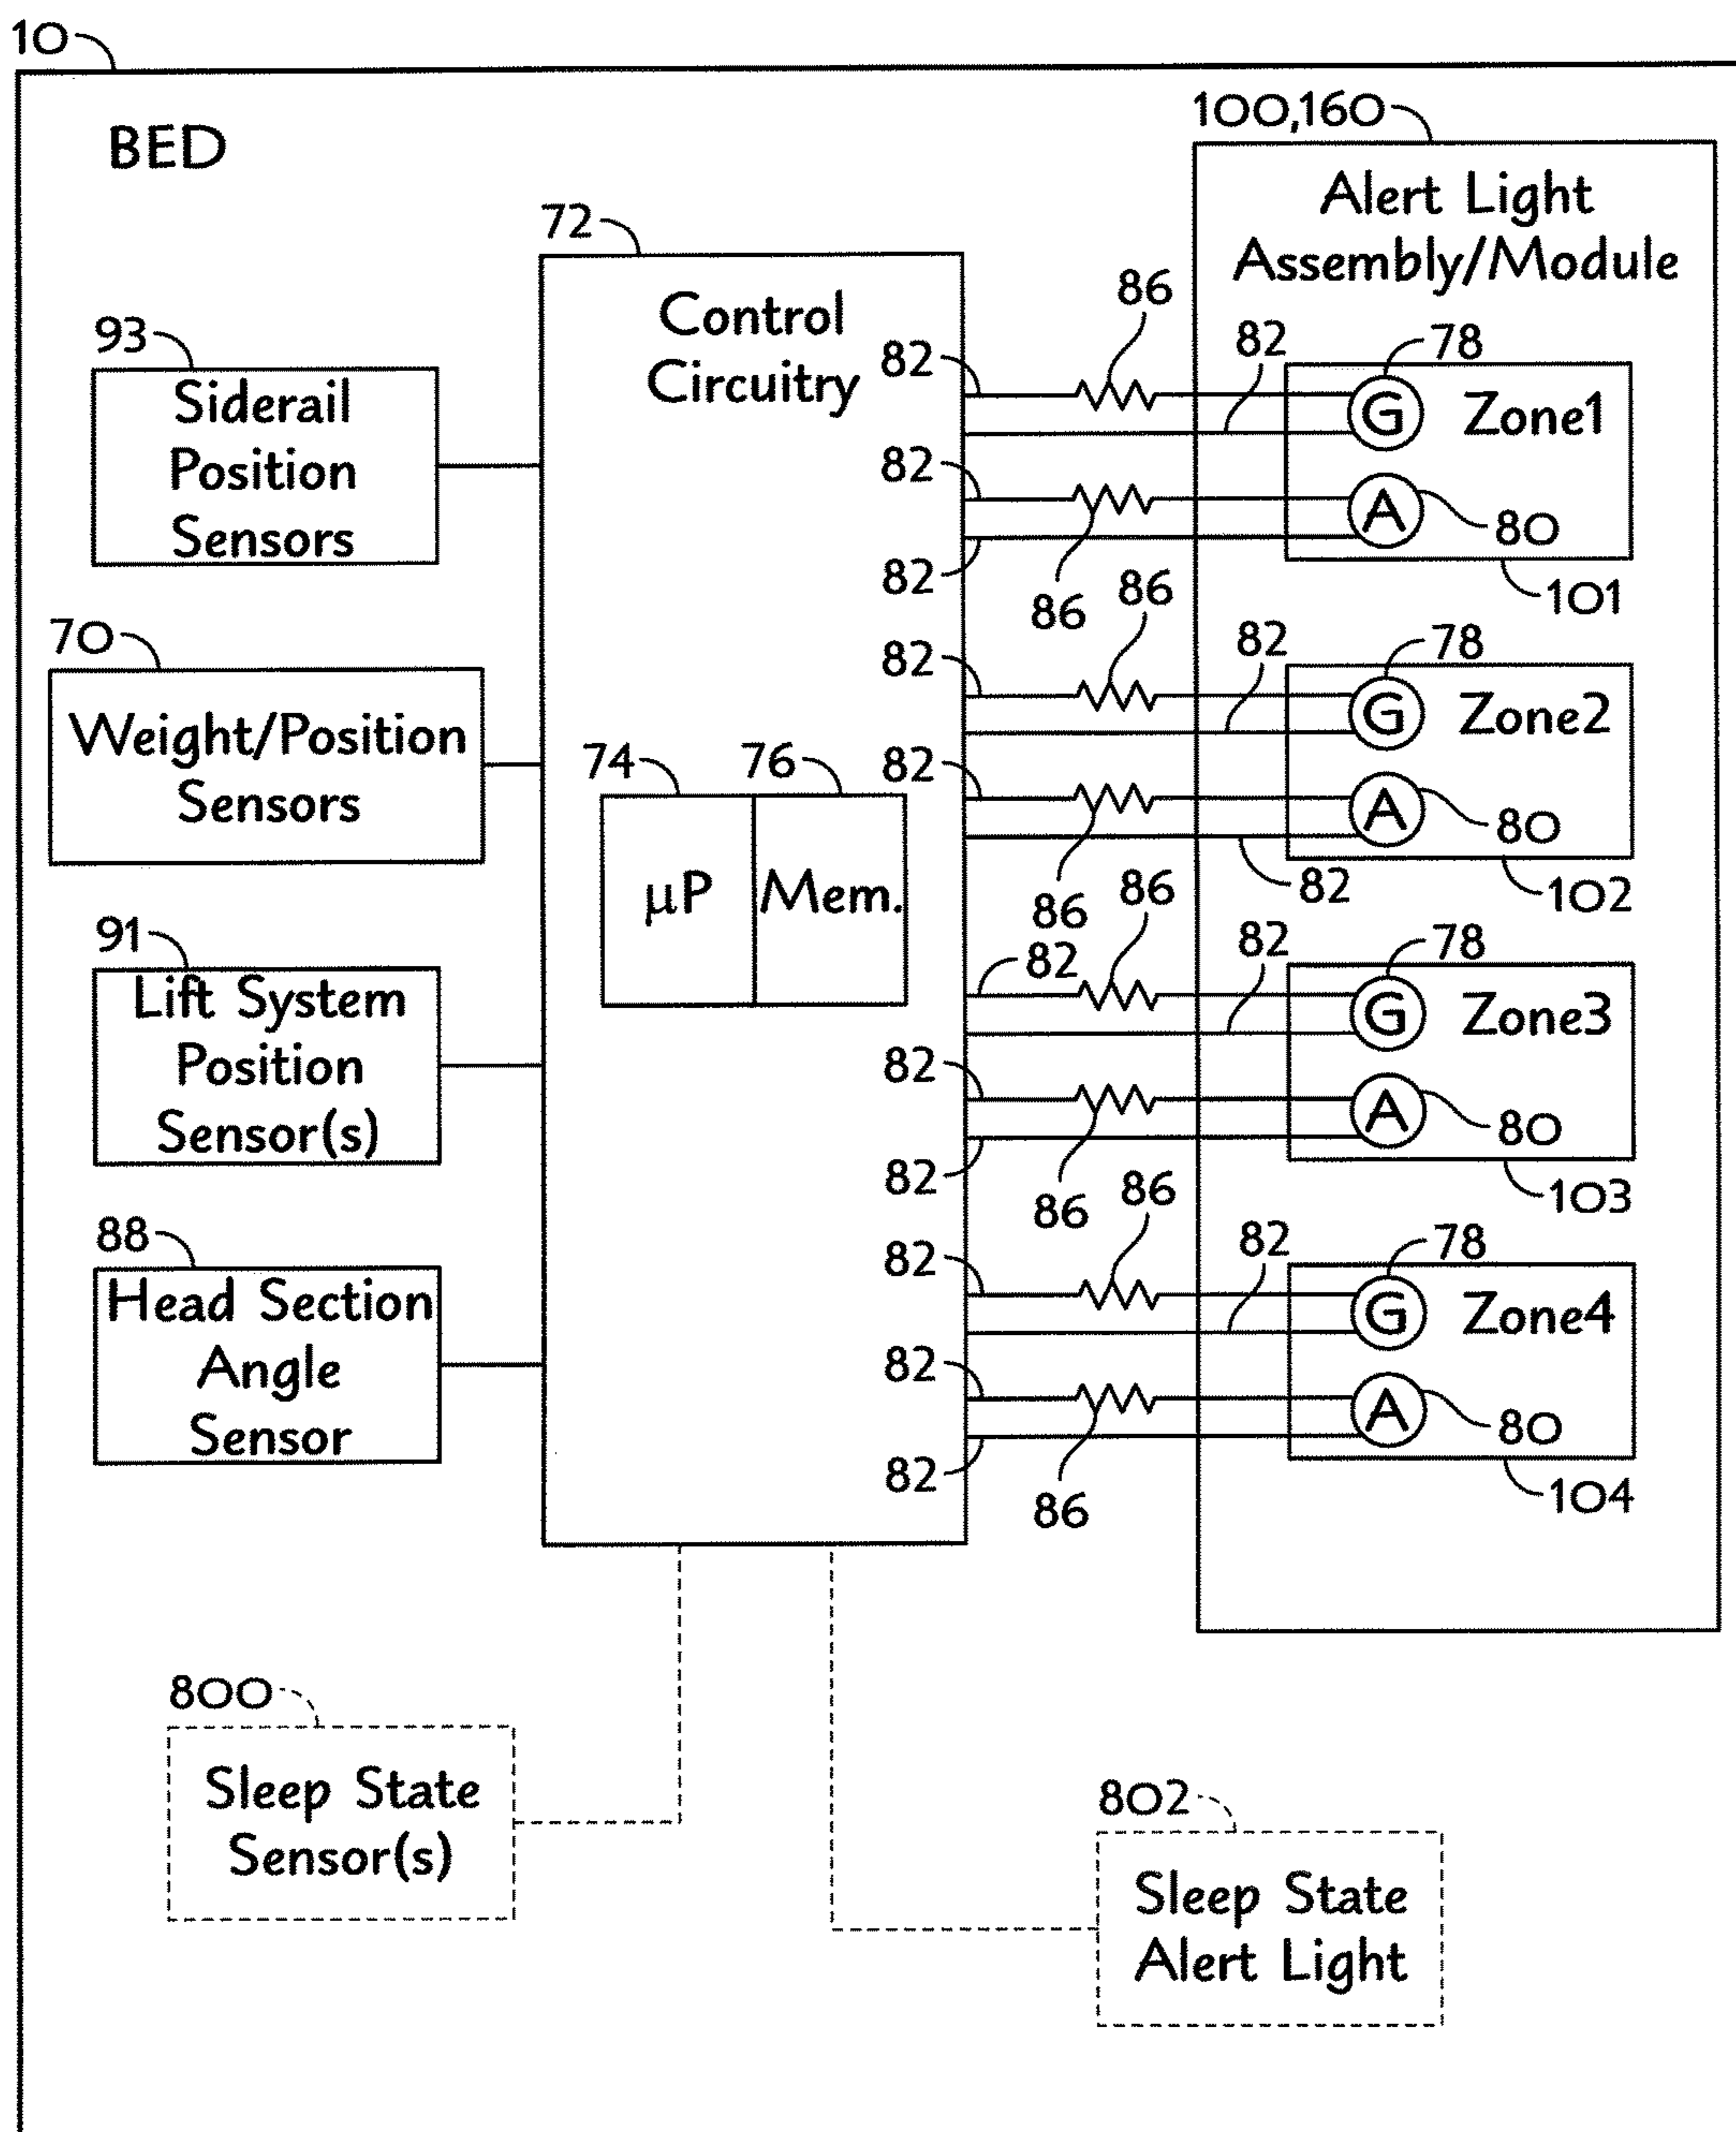 10
BED
100,160
Alert Light
Assembly/Module
72
Control
Circuitry
93
Siderail
Position
Sensors
70
Weight/Position
Sensors
91
Lift System
Position
Sensor(s)
88
Head Section
Angle
Sensor
74
76
µP
Mem.
82
86
82
78
G
Zone1
82
86
A
80
82
101
82
86
82
78
G
Zone2
82
86
A
80
82
102
82
86
82
78
G
Zone3
82
86
A
80
82
103
82
86
82
78
G
Zone4
82
86
A
80
82
104
800
Sleep State
Sensor(s)
802
Sleep State
Alert Light